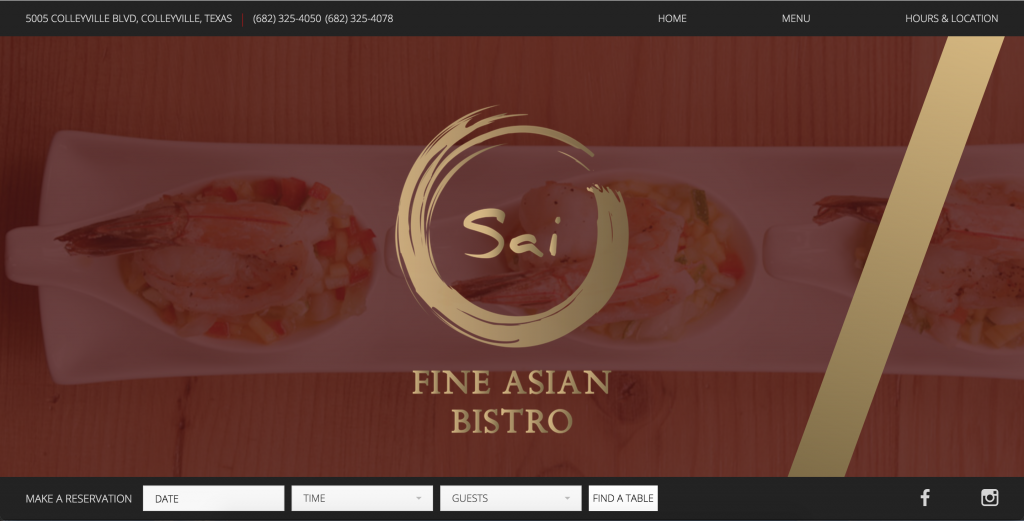 5005 COLLEYVILLE BLVD, COLLEYVILLE, TEXAS (682) 325-4050 (682) 325-4078 HOME MENU HOURS & LOCATION
Sai
FINE ASIAN
BISTRO
MAKE A RESERVATION DATE TIME GUESTS FIND A TABLE